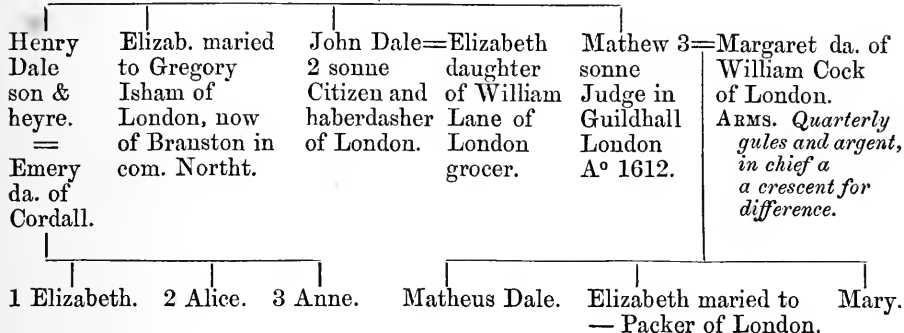 Henry
Dale
son &
heyre.
=
Emery
da. of
Cordall.
Elizab. maried
to Gregory
Isham of
London, now
of Branston in
com. Northt.
John Dale=Elizabeth
2 sonne
Citizen and
haberdasher
of London.
daughter
of William
Lane of
London
grocer.
Mathew 3=Margaret da. of
sonne
Judge in
Guildhall
London
Aº 1612.
William Cock
of London.
ARMS. Quarterly
gules and argent,
in chief a
a crescent for
difference.
1 Elizabeth. 2 Alice. 3 Anne.
Matheus Dale.
Elizabeth maried to
— Packer of London.
Mary.